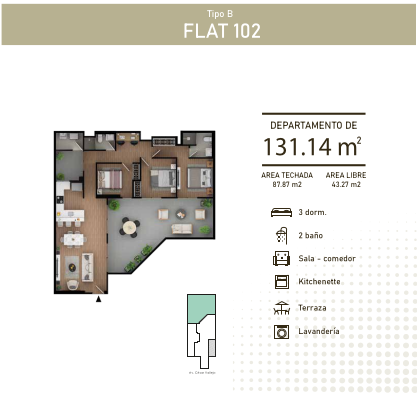 Tipo B
FLAT 102
DEPARTAMENTO DE
131.14 m²
AREA TECHADA AREA LIBRE
87.87 m2 43.27 m2
3 dorm.
2 baño
Sala - comedor
Kitchenette
Terraza
Lavandería